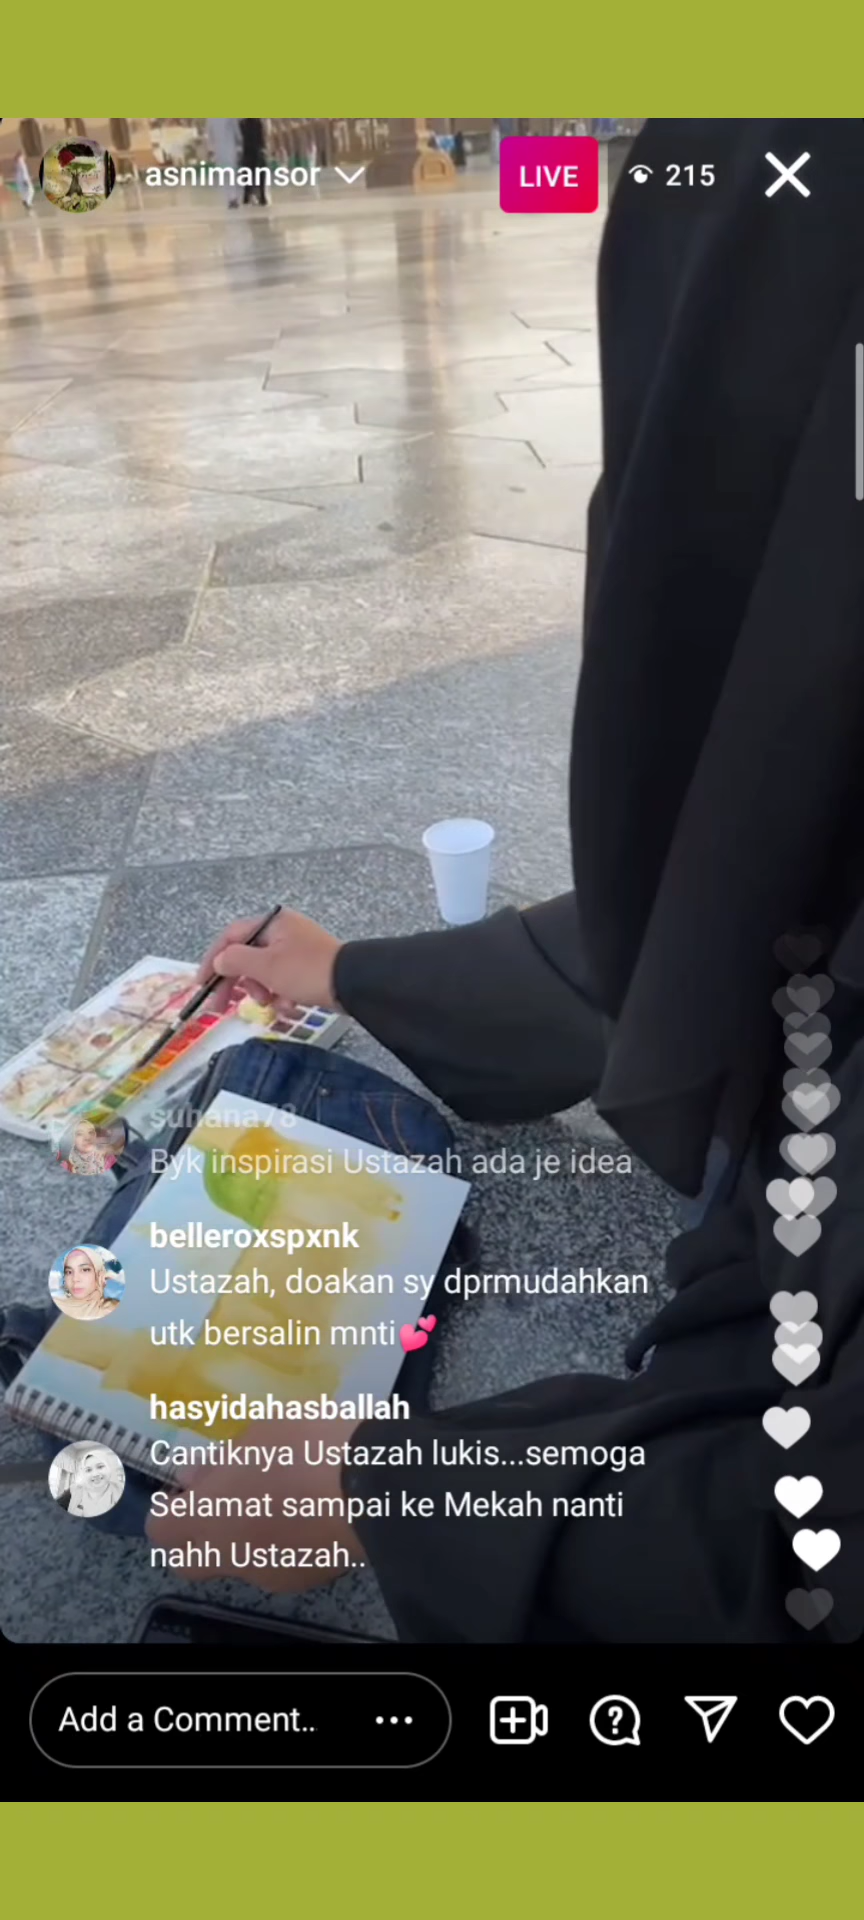 asnimansor
LIVE
215
suhana78
Byk inspirasi Ustazah ada je idea
belleroxspxnk
Ustazah, doakan sy dprmudahkan
utk bersalin mnti💕
hasyidahasballah
Cantiknya Ustazah lukis...semoga
Selamat sampai ke Mekah nanti
nahh Ustazah..
Add a Comment..